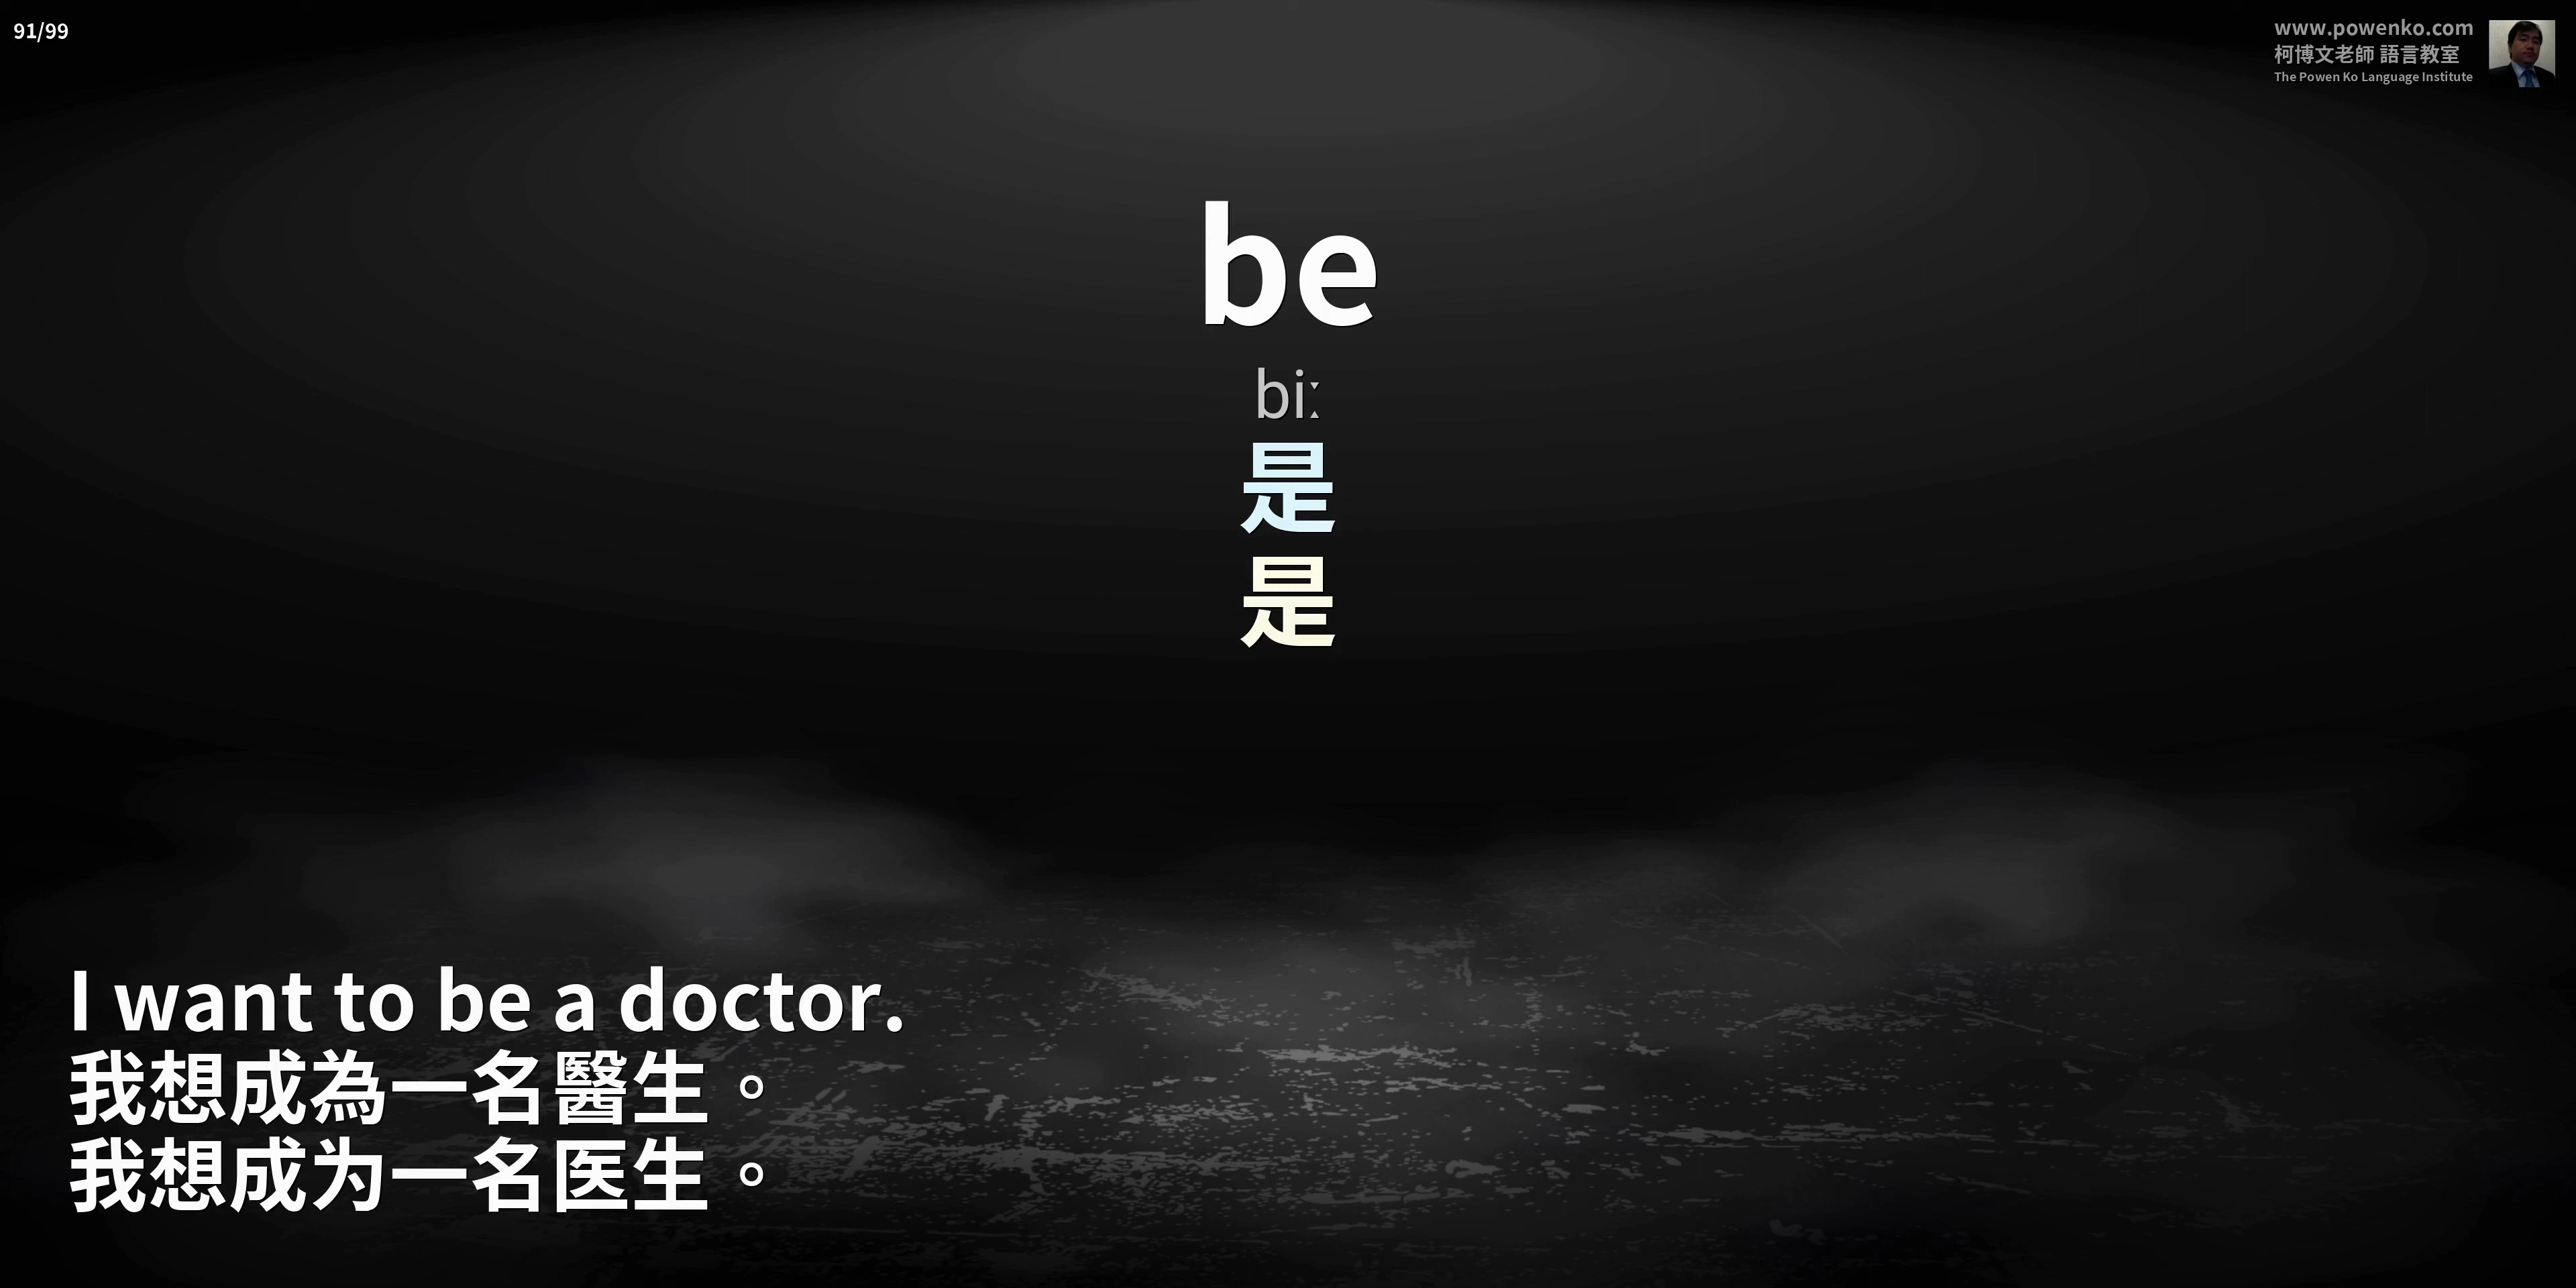 91/99
www.powenko.com
柯博文老師 語言教室
The Powen Ko Language Institute
be
biː
是
是
I want to be a doctor.
我想成為一名醫生。
我想成为一名医生。